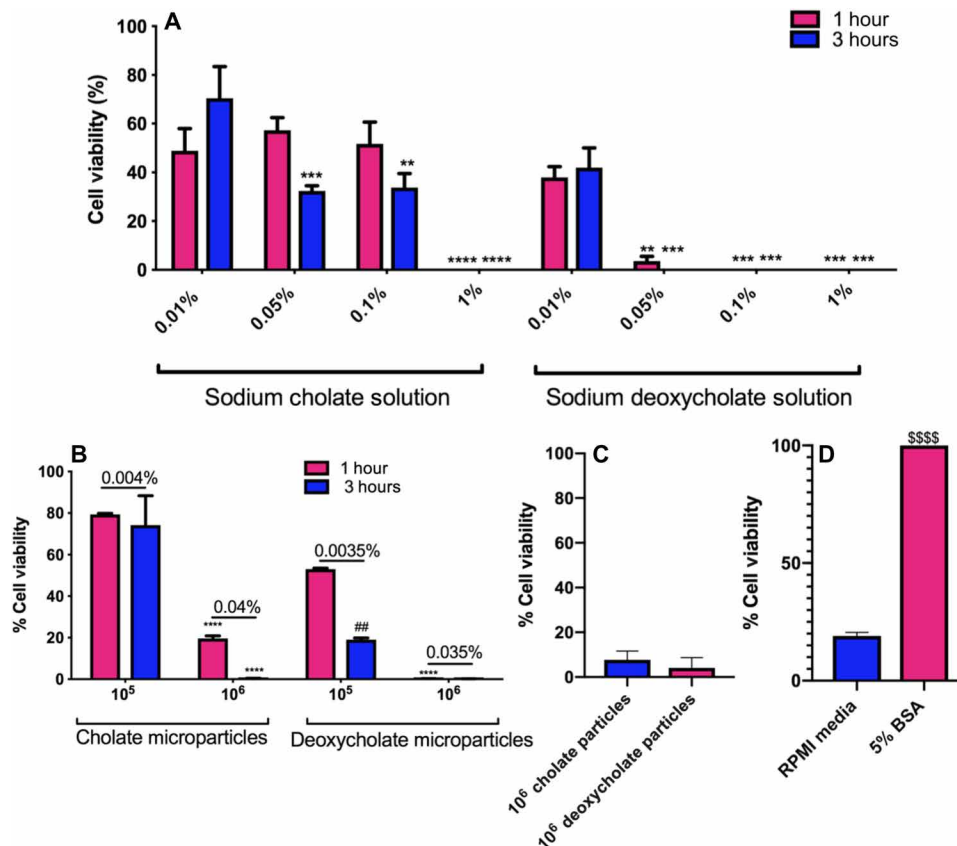 A
1 hour
3 hours
Cell viability (%)
100
80
60
40
20
0
*** ** **** **** ** *** *** *** *** ***
0.01% 0.05% 0.1% 1% 0.01% 0.05% 0.1% 1%
Sodium cholate solution Sodium deoxycholate solution
B
1 hour
3 hours
% Cell viability
100
80
60
40
20
0
0.004%
0.0035%
0.04%
0.035%
**** **** ## ****
10⁵ 10⁶ 10⁵ 10⁶
Cholate microparticles Deoxycholate microparticles
C
% Cell viability
100
80
60
40
20
0
10⁶ cholate particles
10⁶ deoxycholate particles
D
$$$$
% Cell viability
100
50
0
RPMI media
5% BSA